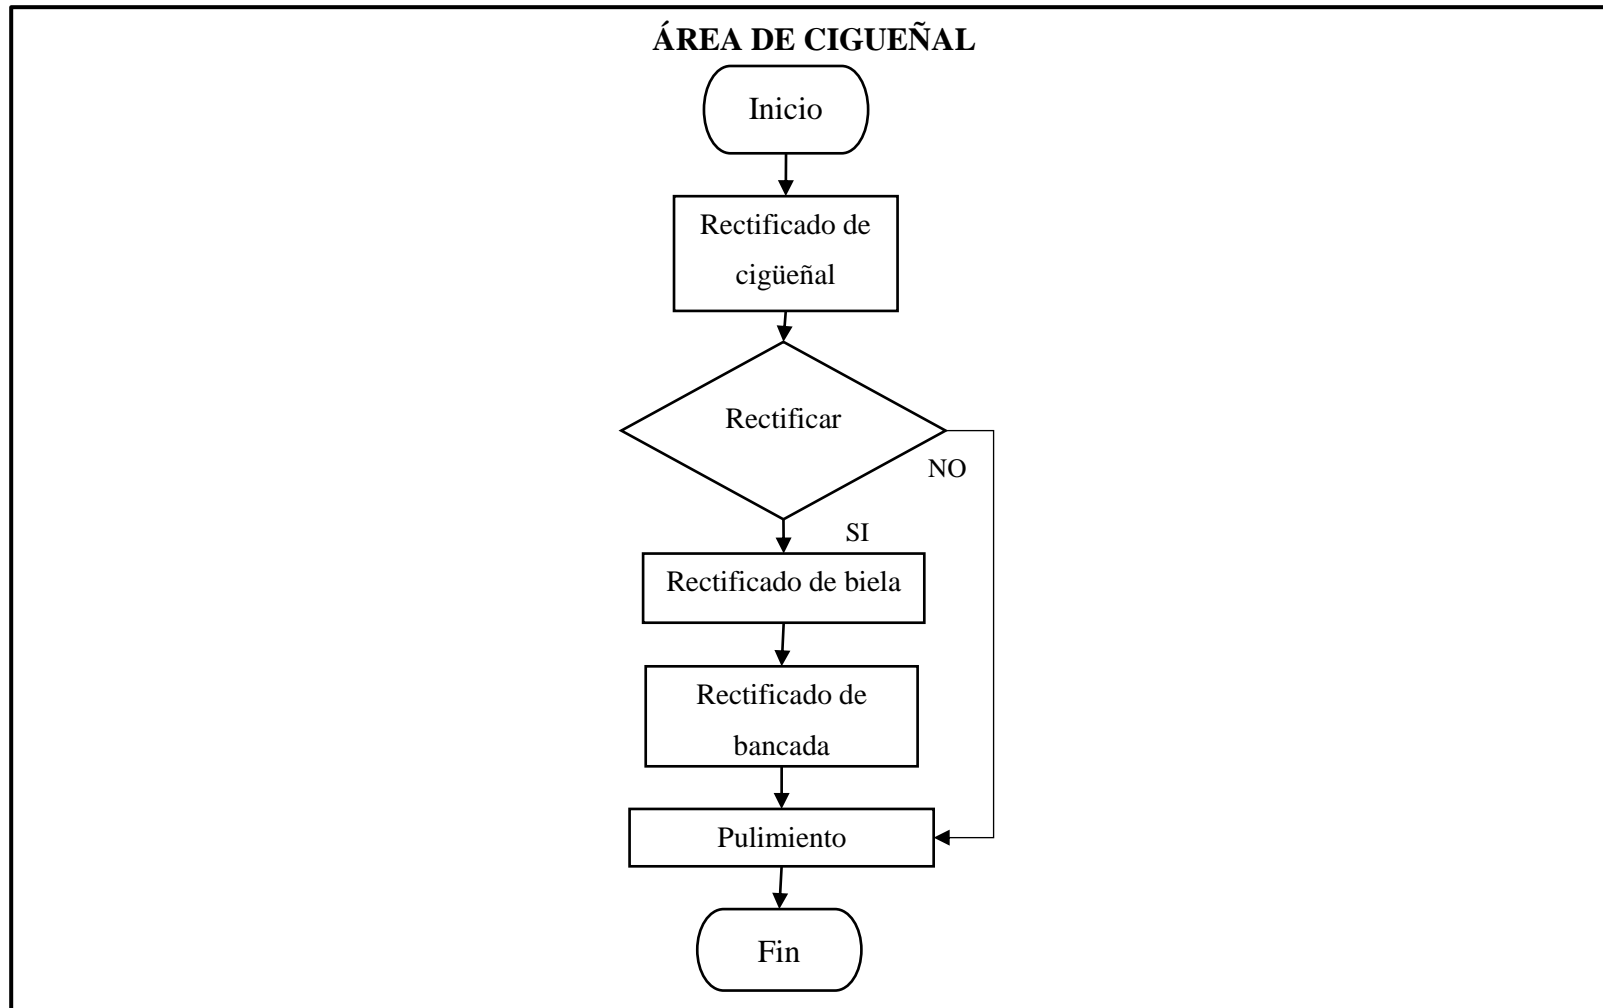 ÁREA DE CIGUEÑAL
Inicio
Rectificado de
cigüeñal
Rectificar
NO
SI
Rectificado de biela
Rectificado de
bancada
Pulimiento
Fin